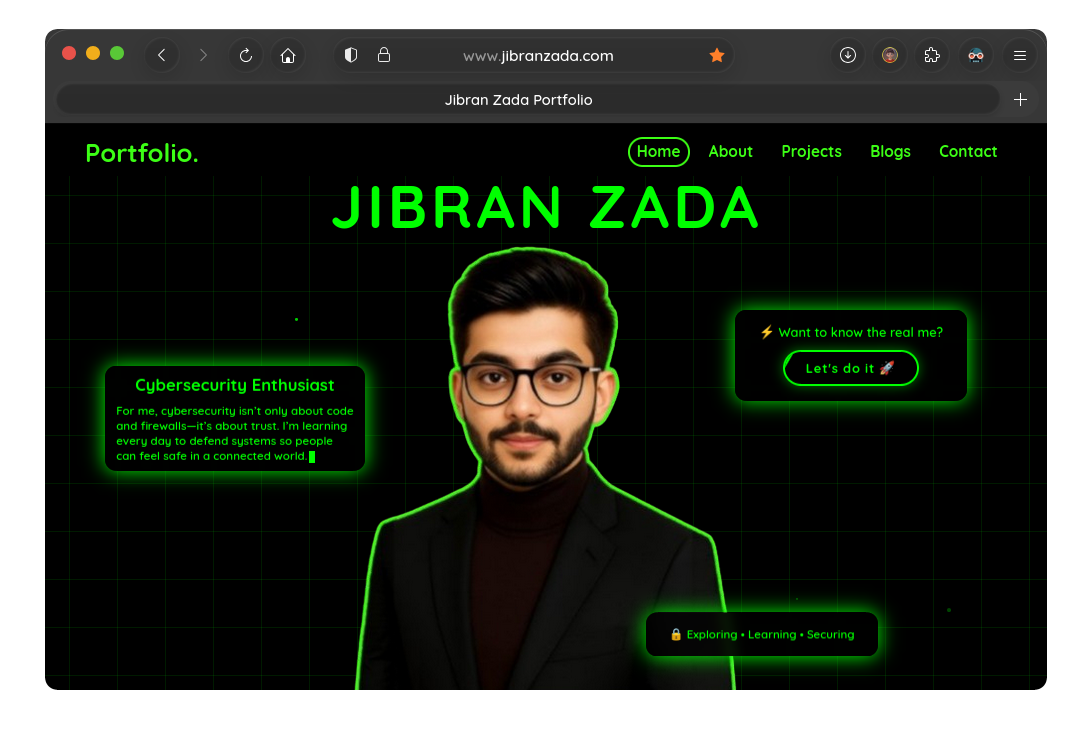 www.jibranzada.com
Jibran Zada Portfolio
Portfolio.
Home About Projects Blogs Contact
JIBRAN ZADA
⚡ Want to know the real me?
Let's do it 🚀
Cybersecurity Enthusiast
For me, cybersecurity isn't only about code
and firewalls—it's about trust. I'm learning
every day to defend systems so people
can feel safe in a connected world.
🔒 Exploring • Learning • Securing